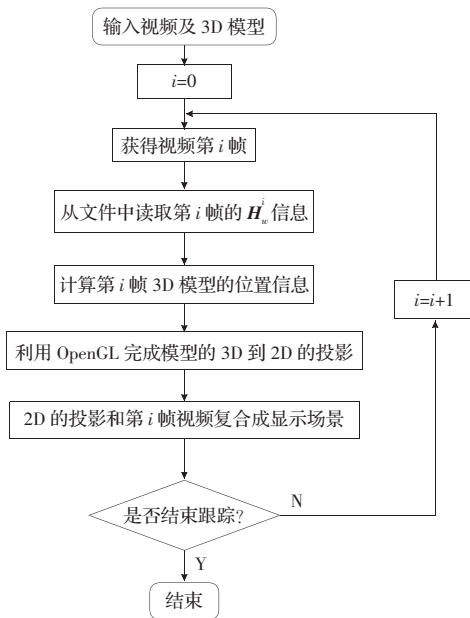 输入视频及 3D 模型
i=0
获得视频第 i 帧
从文件中读取第 i 帧的 H_w^i 信息
计算第 i 帧 3D 模型的位置信息
i=i+1
利用 OpenGL 完成模型的 3D 到 2D 的投影
2D 的投影和第 i 帧视频复合成显示场景
是否结束跟踪?
N
Y
结束